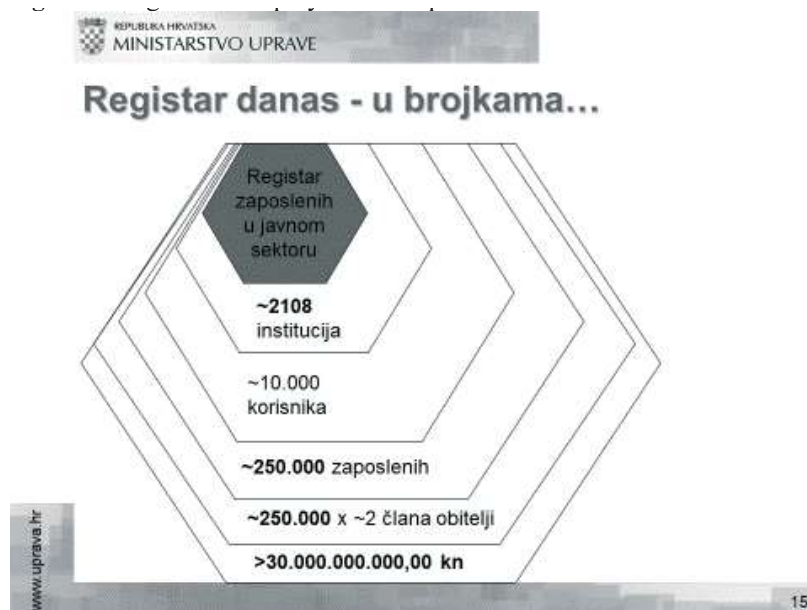 REPUBLIKA HRVATSKA
MINISTARSTVO UPRAVE
Registar danas - u brojkama…
Registar
zaposlenih
u javnom
sektoru
~2108
institucija
~10.000
korisnika
~250.000 zaposlenih
~250.000 x ~2 člana obitelji
>30.000.000.000,00 kn
www.uprava.hr
15